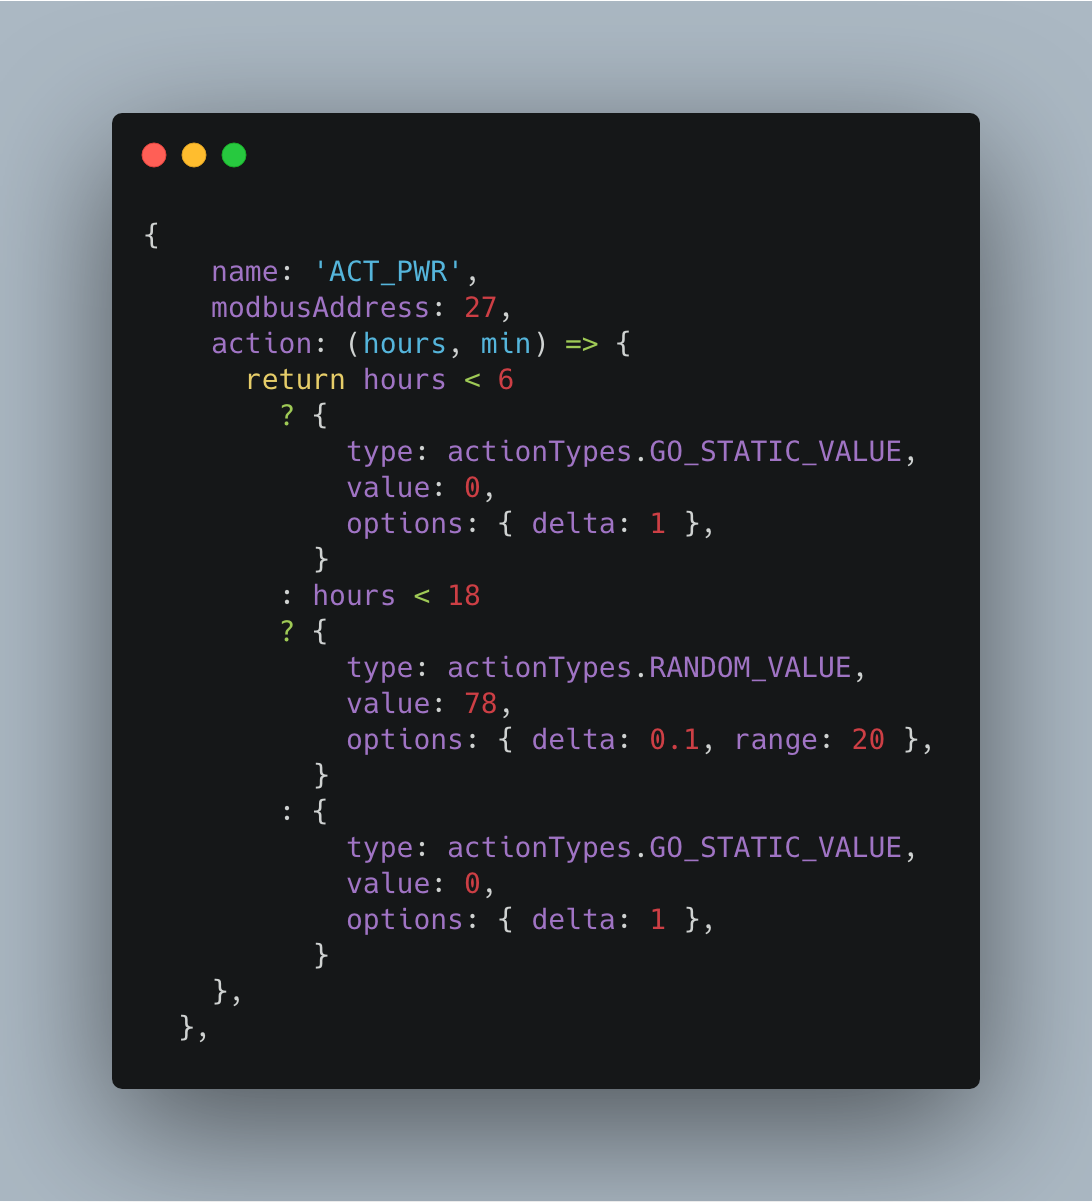 {
    name: 'ACT_PWR',
    modbusAddress: 27,
    action: (hours, min) => {
      return hours < 6
        ? {
            type: actionTypes.GO_STATIC_VALUE,
            value: 0,
            options: { delta: 1 },
          }
        : hours < 18
        ? {
            type: actionTypes.RANDOM_VALUE,
            value: 78,
            options: { delta: 0.1, range: 20 },
          }
        : {
            type: actionTypes.GO_STATIC_VALUE,
            value: 0,
            options: { delta: 1 },
          }
    },
  },